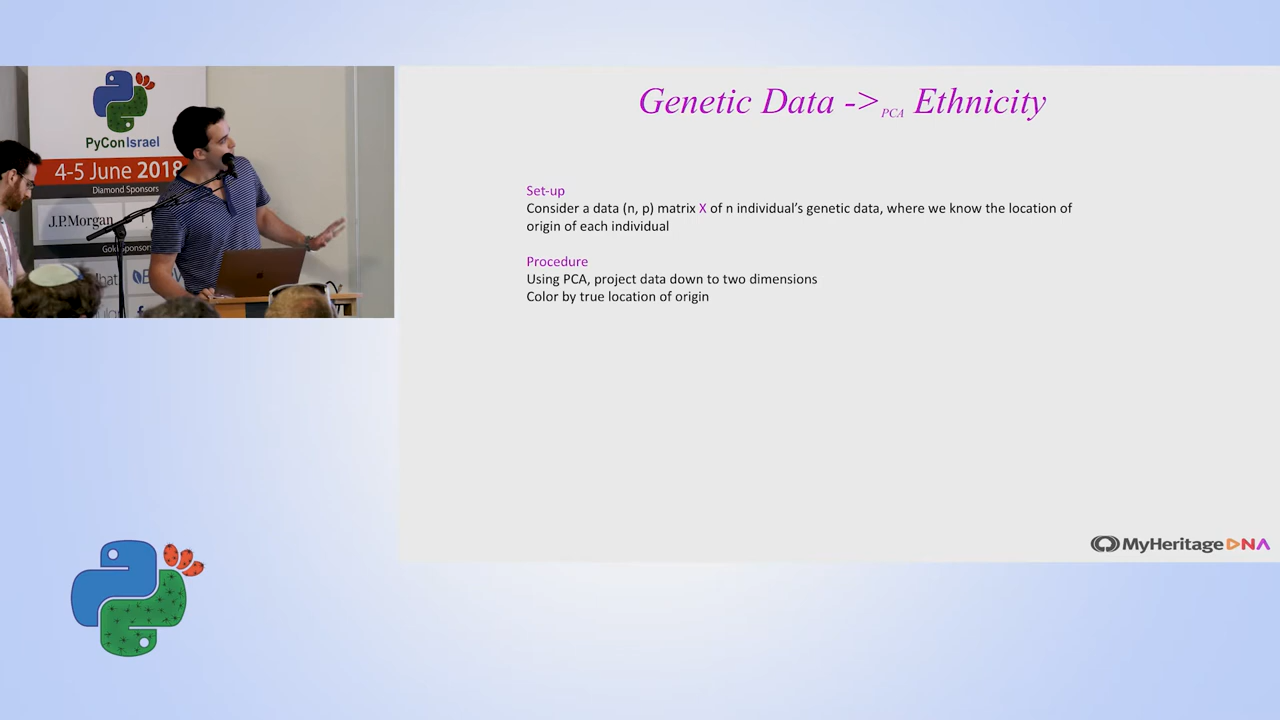 PyConIsrael
4-5 June 2018
Diamond Sponsors
J.P.Morgan
Genetic Data ->PCA Ethnicity
Set-up
Consider a data (n, p) matrix X of n individual's genetic data, where we know the location of
origin of each individual
Procedure
Using PCA, project data down to two dimensions
Color by true location of origin
MyHeritage DNA